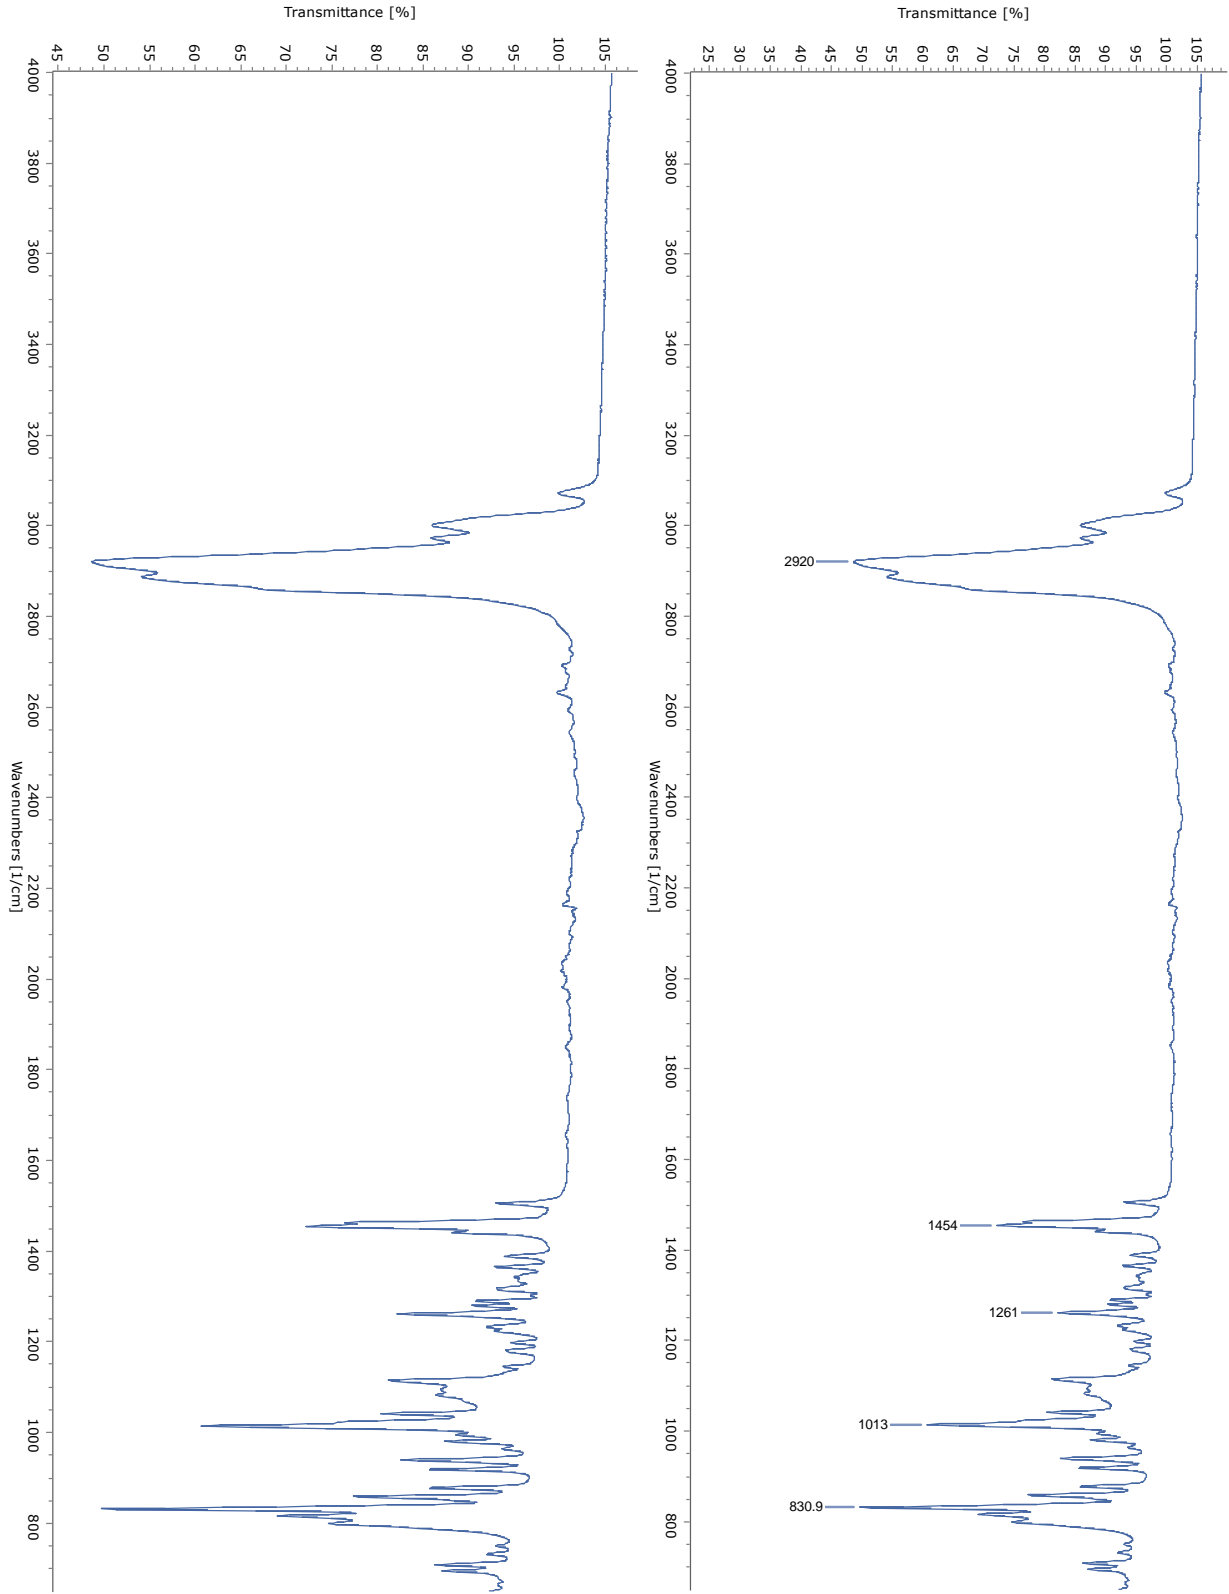 Transmittance [%]
45 50 55 60 65 70 75 80 85 90 95 100 105
4000 3800 3600 3400 3200 3000 2800 2600 2400 2200 2000 1800 1600 1400 1200 1000 800
Wavenumbers [1/cm]
Transmittance [%]
25 30 35 40 45 50 55 60 65 70 75 80 85 90 95 100 105
4000 3800 3600 3400 3200 3000 2800 2600 2400 2200 2000 1800 1600 1400 1200 1000 800
Wavenumbers [1/cm]
2920
1454
1261
1013
830.9